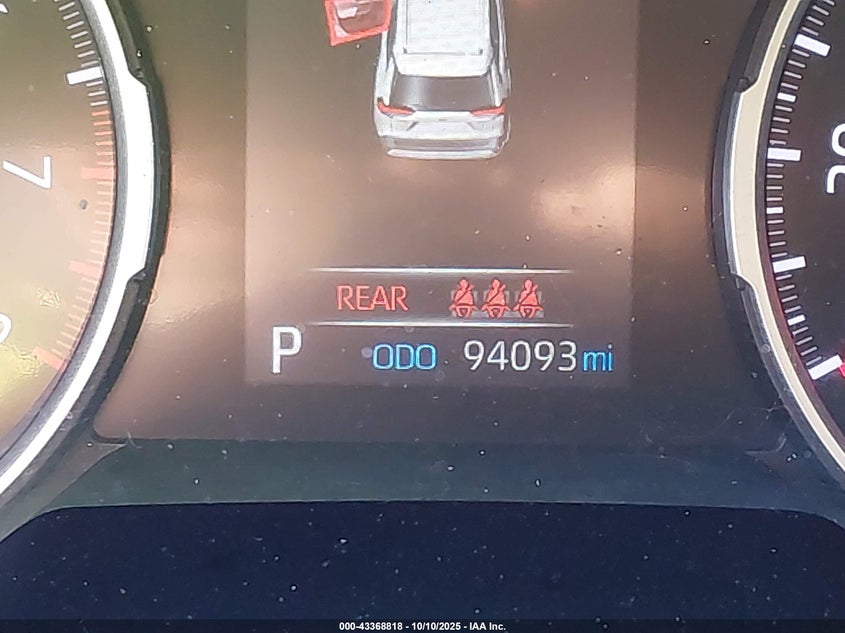 7
REAR
P ODO 94093 mi
000-43368818 - 10/10/2025 - IAA Inc.